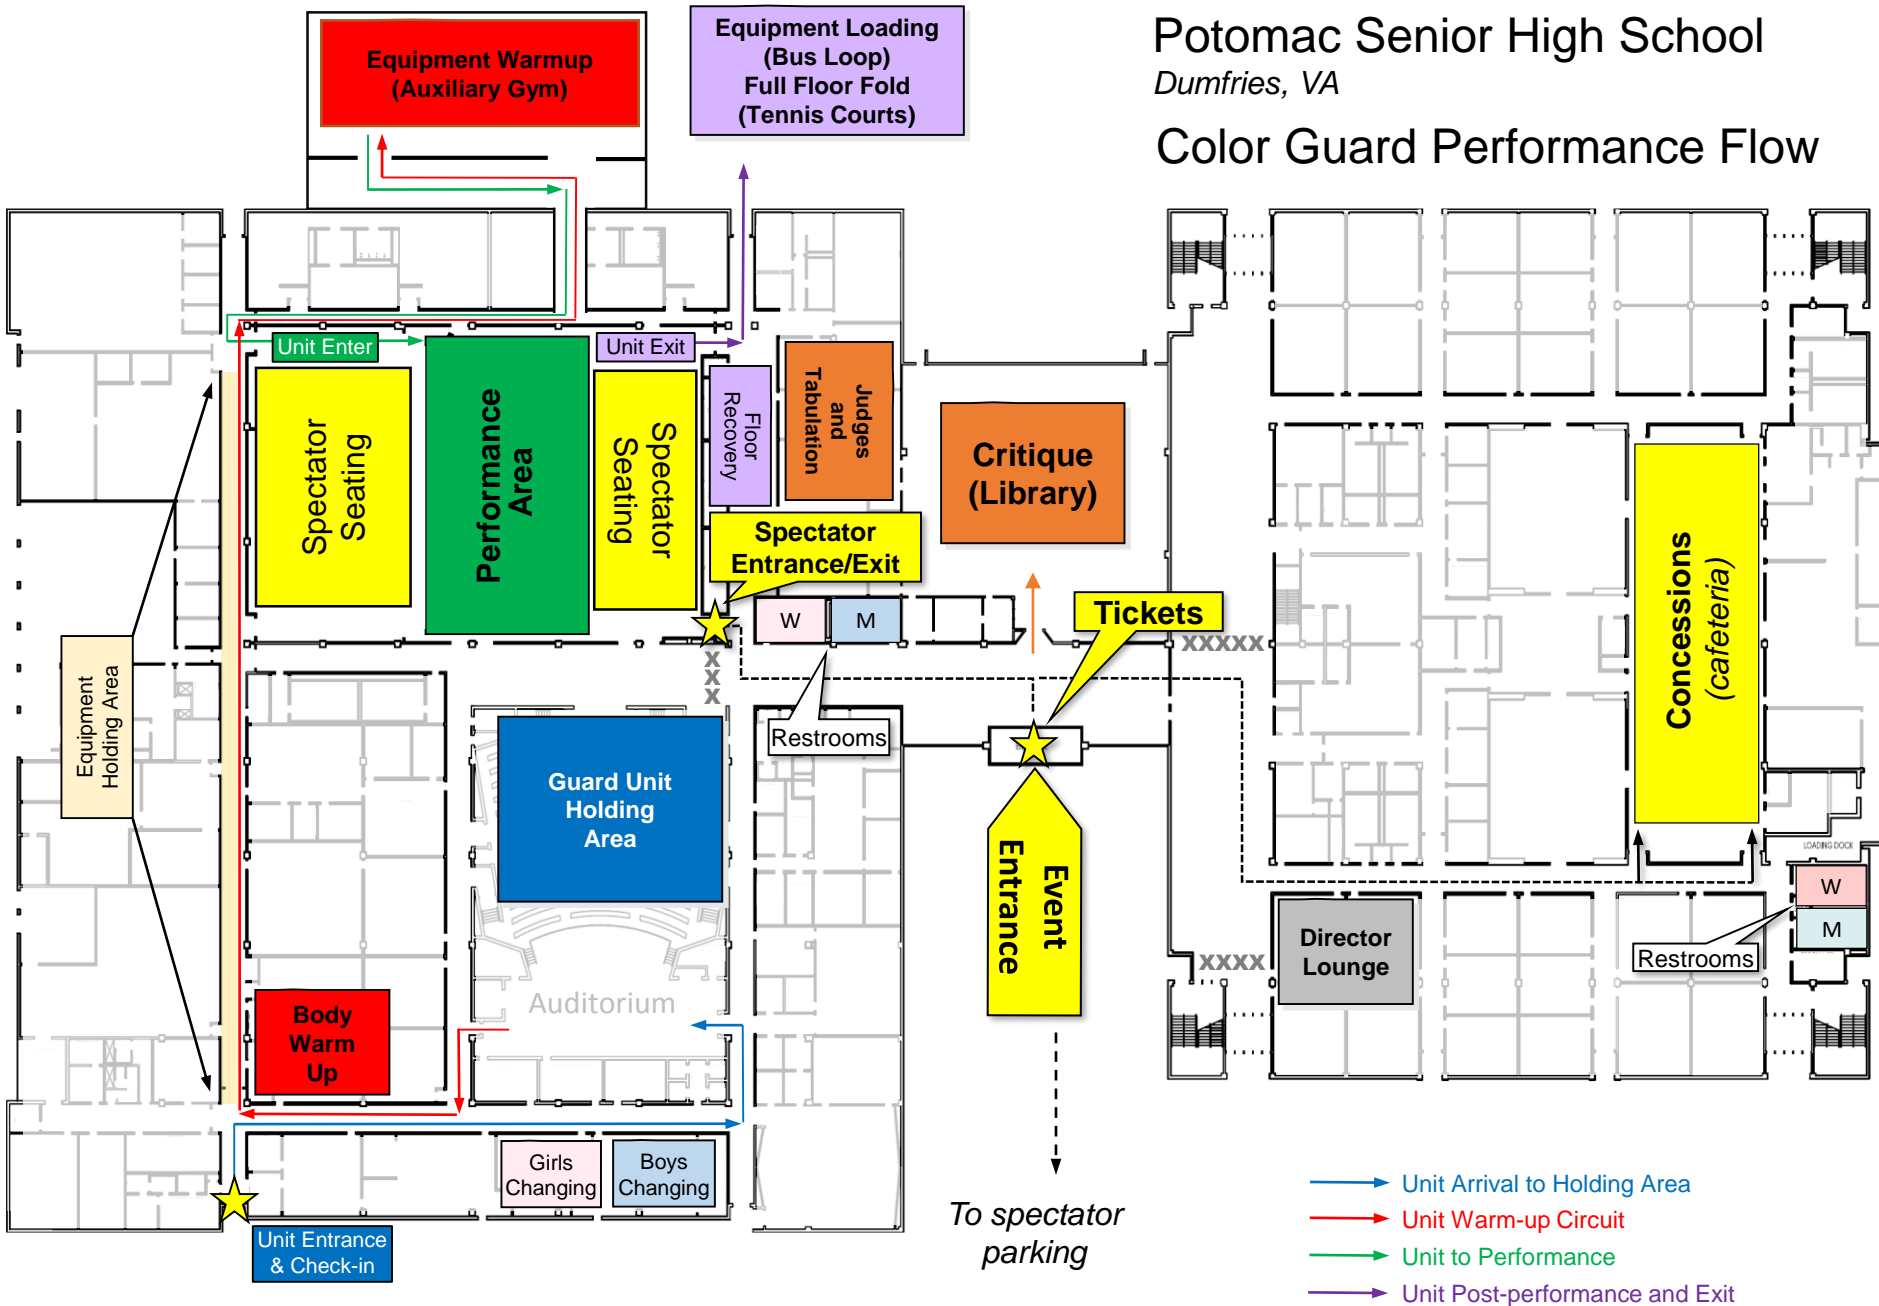 Potomac Senior High School
Dumfries, VA
Color Guard Performance Flow
Equipment Warmup
(Auxiliary Gym)
Equipment Loading
(Bus Loop)
Full Floor Fold
(Tennis Courts)
Unit Enter
Unit Exit
Spectator
Seating
Performance
Area
Spectator
Seating
Floor
Recovery
Judges
and
Tabulation
Critique
(Library)
Spectator
Entrance/Exit
W
M
Tickets
XXXXX
XXX
Restrooms
Equipment
Holding Area
Guard Unit
Holding
Area
Auditorium
Event
Entrance
Concessions
(cafeteria)
LOADING DOCK
W
M
Restrooms
Director
Lounge
XXXX
Body
Warm
Up
Girls
Changing
Boys
Changing
Unit Entrance
& Check-in
To spectator
parking
Unit Arrival to Holding Area
Unit Warm-up Circuit
Unit to Performance
Unit Post-performance and Exit